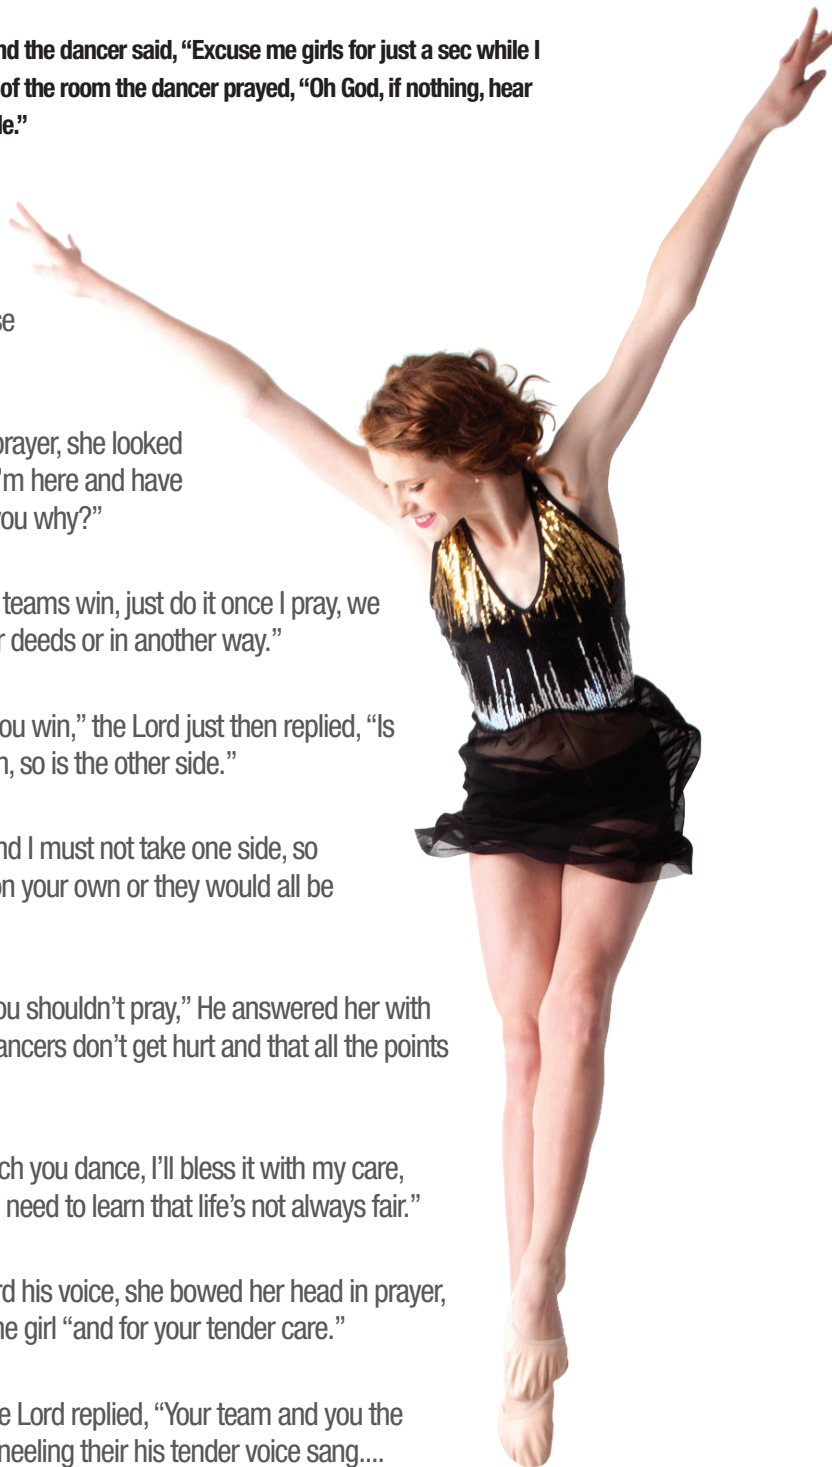 nd the dancer said, “Excuse me girls for just a sec while I
of the room the dancer prayed, “Oh God, if nothing, hear
le.”
se
prayer, she looked
’m here and have
you why?”
teams win, just do it once I pray, we
r deeds or in another way.”
ou win,” the Lord just then replied, “Is
n, so is the other side.”
nd I must not take one side, so
on your own or they would all be
ou shouldn’t pray,” He answered her with
ancers don’t get hurt and that all the points
ch you dance, I’ll bless it with my care,
need to learn that life’s not always fair.”
rd his voice, she bowed her head in prayer,
he girl “and for your tender care.”
e Lord replied, “Your team and you the
neeling their his tender voice sang....